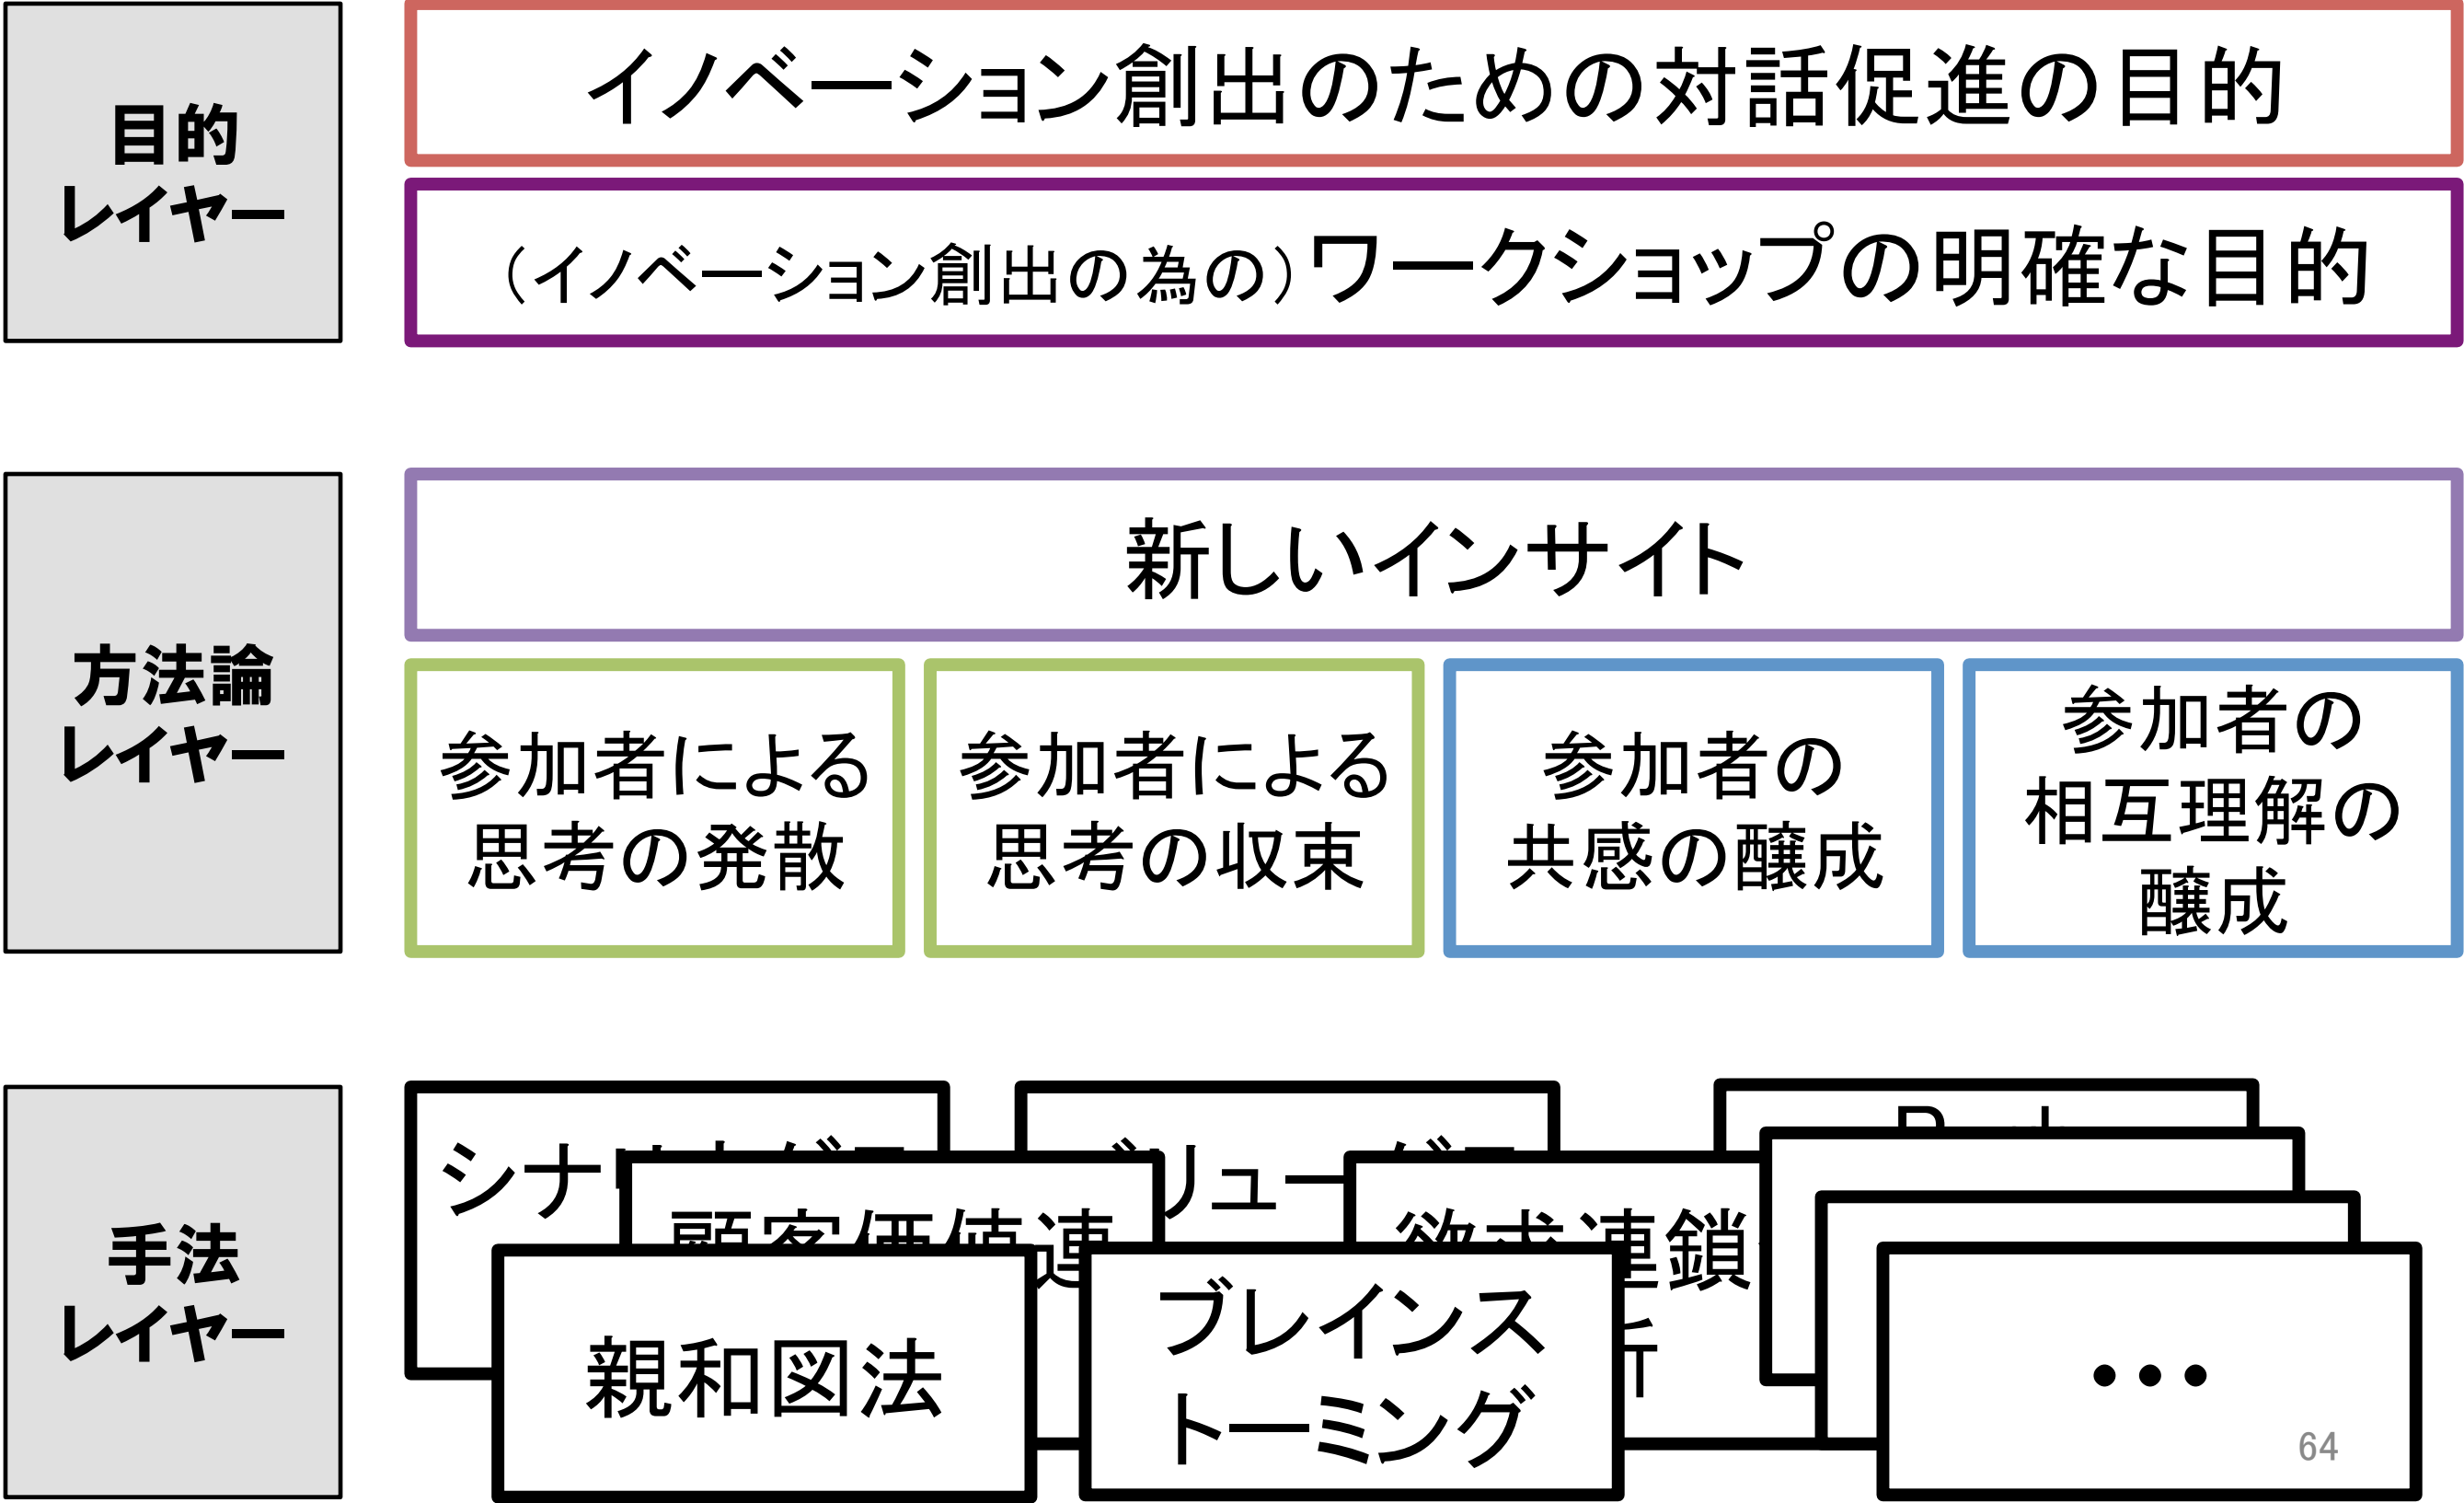 目的
レイヤー
イノベーション創出のための対話促進の目的
（イノベーション創出の為の）ワークショップの明確な目的
方法論
レイヤー
新しいインサイト
参加者による
思考の発散
参加者による
思考の収束
参加者の
共感の醸成
参加者の
相互理解の
醸成
手法
レイヤー
シナ
親和図法
ブレインス
トーミング
・・・
64